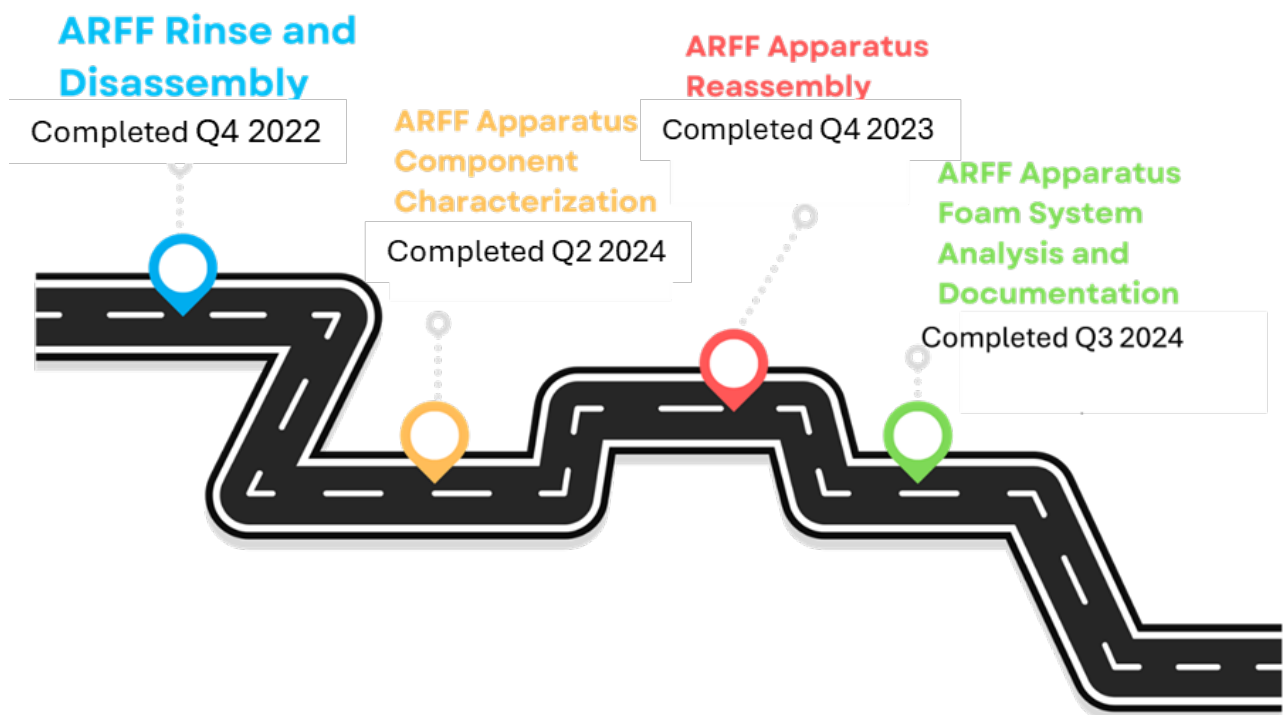 ARFF Rinse and
Disassembly
Completed Q4 2022
ARFF Apparatus
Component
Characterization
Completed Q2 2024
ARFF Apparatus
Reassembly
Completed Q4 2023
ARFF Apparatus
Foam System
Analysis and
Documentation
Completed Q3 2024